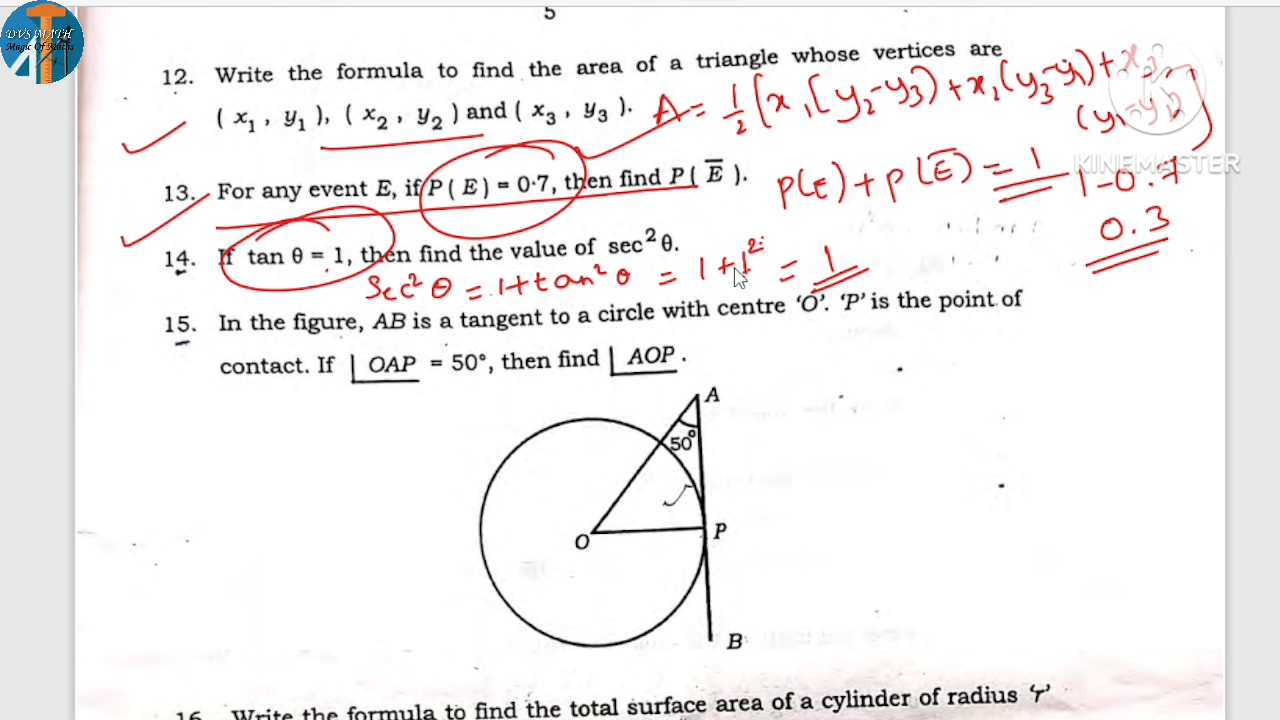 5
DVS MATH
Magic Of Maths
12. Write the formula to find the area of a triangle whose vertices are
( x₁ , y₁ ), ( x₂ , y₂ ) and ( x₃ , y₃ ).
A = 1/2 [ x₁ [ y₂ - y₃ ) + x₂ (y₃ - y₁) + x₃
(y₁ - y₂) ]
KINEMASTER
13. For any event E, if P ( E ) = 0·7, then find P ( E̅ ).
P(E) + P(E̅) = 1
1 - 0.7
0.3
14. If tan θ = 1, then find the value of sec² θ.
Sec² θ = 1 + tan² θ = 1 + 1² = 1
15. In the figure, AB is a tangent to a circle with centre ‘O’. ‘P’ is the point of
contact. If ∠OAP = 50°, then find ∠AOP .
A
50°
O
P
B
16. Write the formula to find the total surface area of a cylinder of radius ‘r’